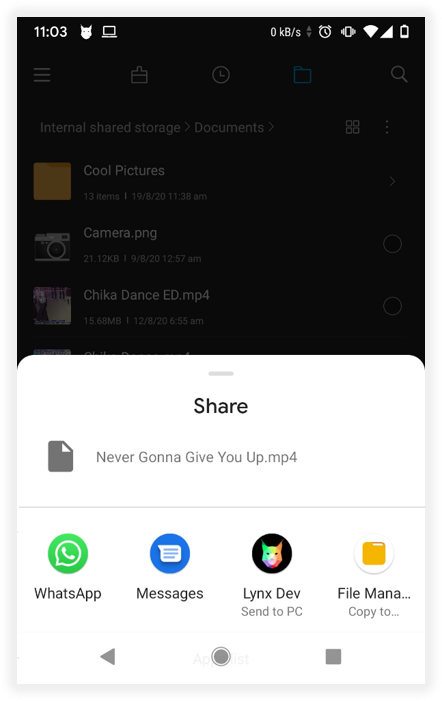 11:03
0 kB/s
Internal shared storage > Documents >
Cool Pictures
13 items | 19/8/20 11:38 am
Camera.png
21.12KB | 9/8/20 12:57 am
Chika Dance ED.mp4
15.68MB | 12/8/20 6:55 am
Share
Never Gonna Give You Up.mp4
WhatsApp
Messages
Lynx Dev
File Mana...
Send to PC
Copy to...